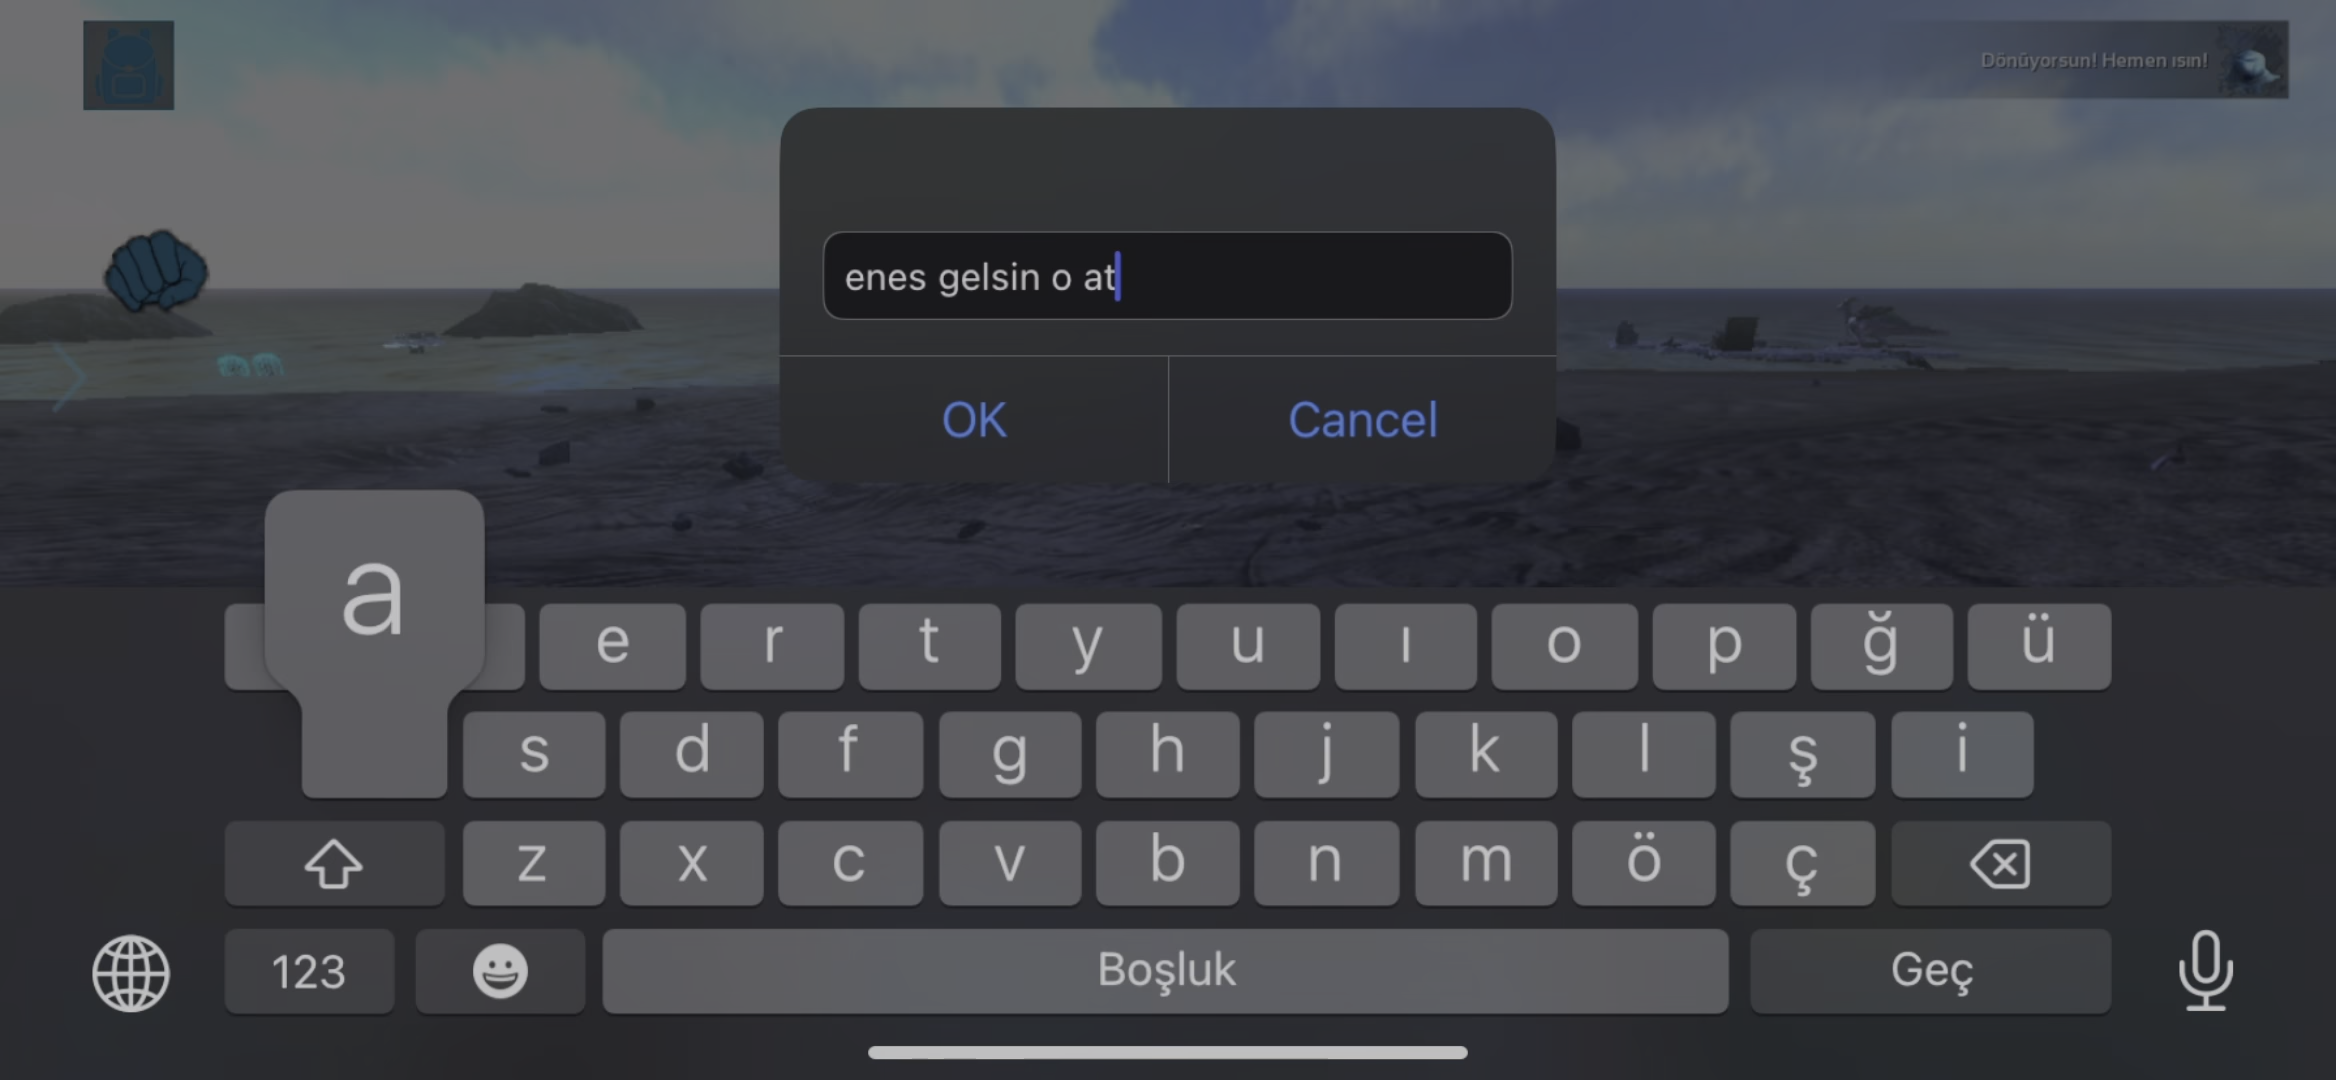 Dönüyorsun! Hemen ısın!
enes gelsin o at
OK
Cancel
a
e r t y u ı o p ğ ü
s d f g h j k l ş i
z x c v b n m ö ç
123
Boşluk
Geç